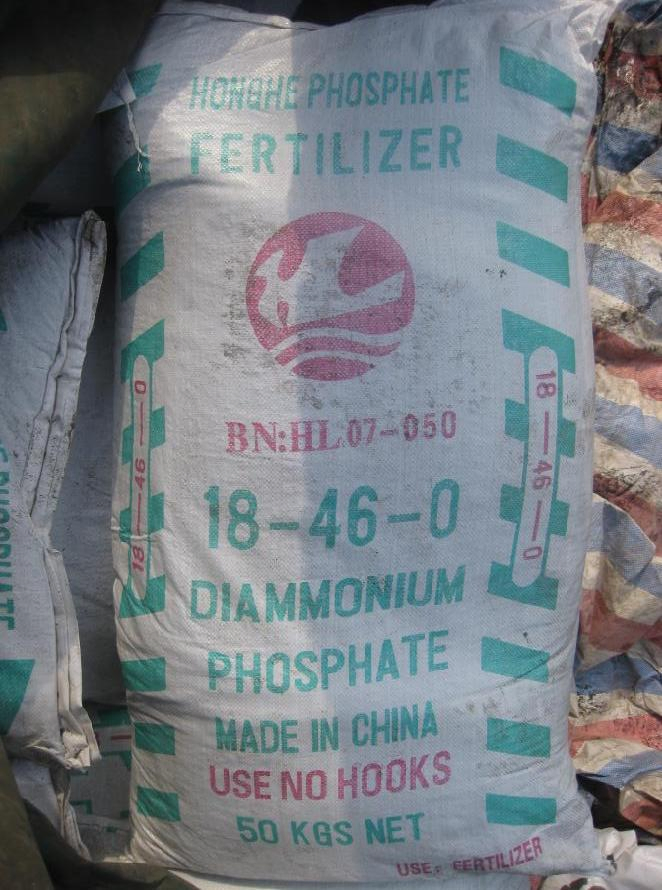 HONGHE PHOSPHATE
FERTILIZER
BN:HL07-050
18-46-0
18-46-0
18-46-0
DIAMMONIUM
PHOSPHATE
MADE IN CHINA
USE NO HOOKS
50 KGS NET
USE: FERTILIZER